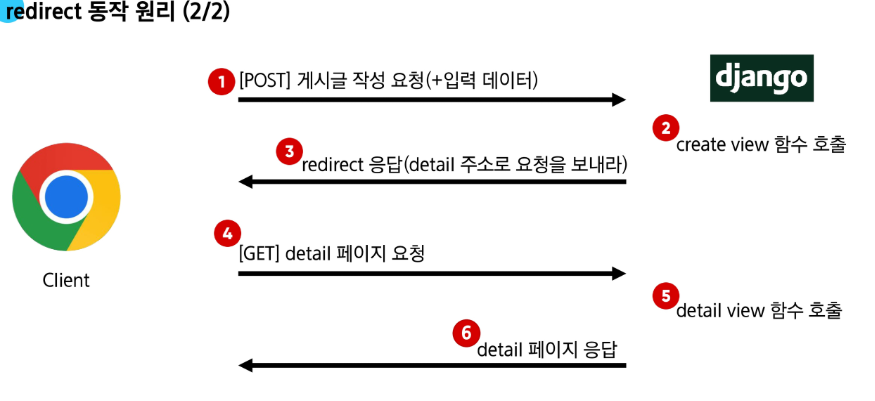 redirect 동작 원리 (2/2)
1 [POST] 게시글 작성 요청(+입력 데이터)
django
2 create view 함수 호출
3 redirect 응답(detail 주소로 요청을 보내라)
4 [GET] detail 페이지 요청
Client
5 detail view 함수 호출
6 detail 페이지 응답